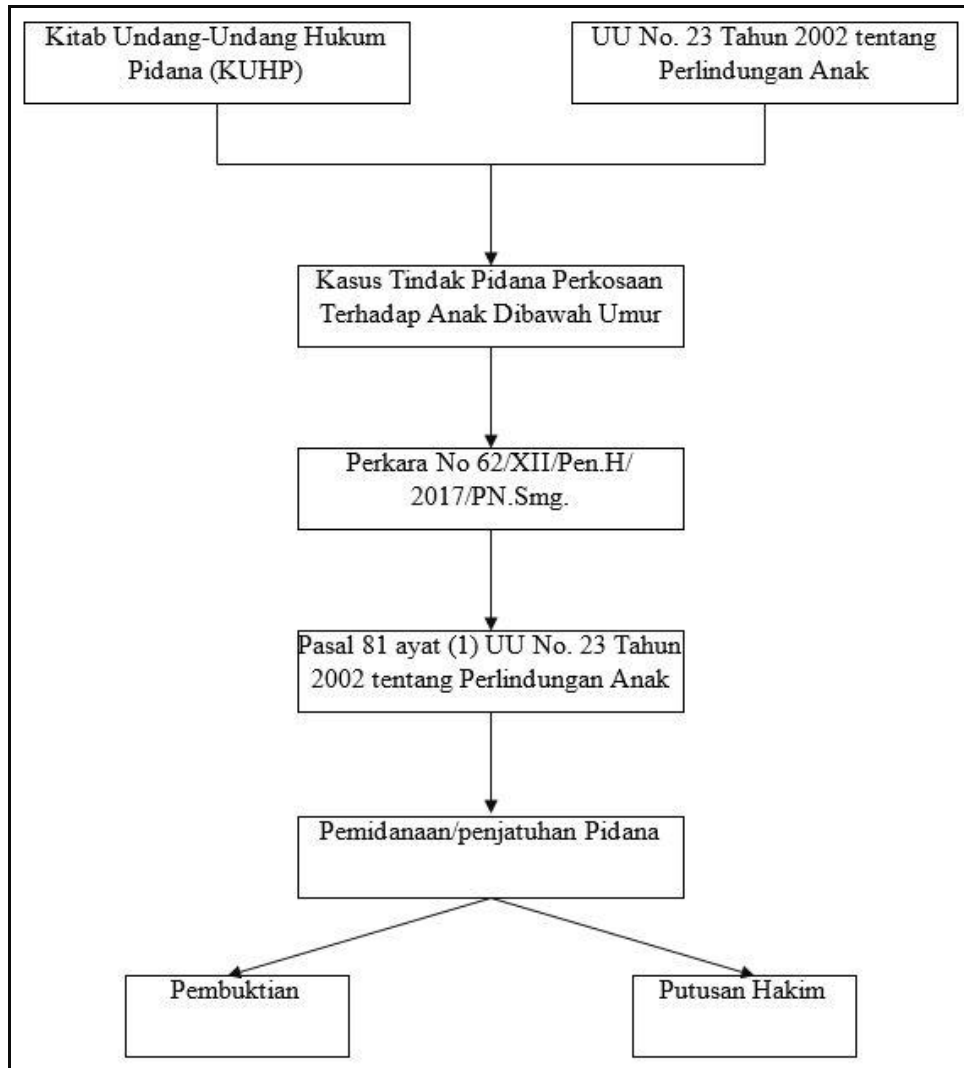 Kitab Undang-Undang Hukum
Pidana (KUHP)
UU No. 23 Tahun 2002 tentang
Perlindungan Anak
Kasus Tindak Pidana Perkosaan
Terhadap Anak Dibawah Umur
Perkara No 62/XII/Pen.H/
2017/PN.Smg.
Pasal 81 ayat (1) UU No. 23 Tahun
2002 tentang Perlindungan Anak
Pemidanaan/penjatuhan Pidana
Pembuktian
Putusan Hakim